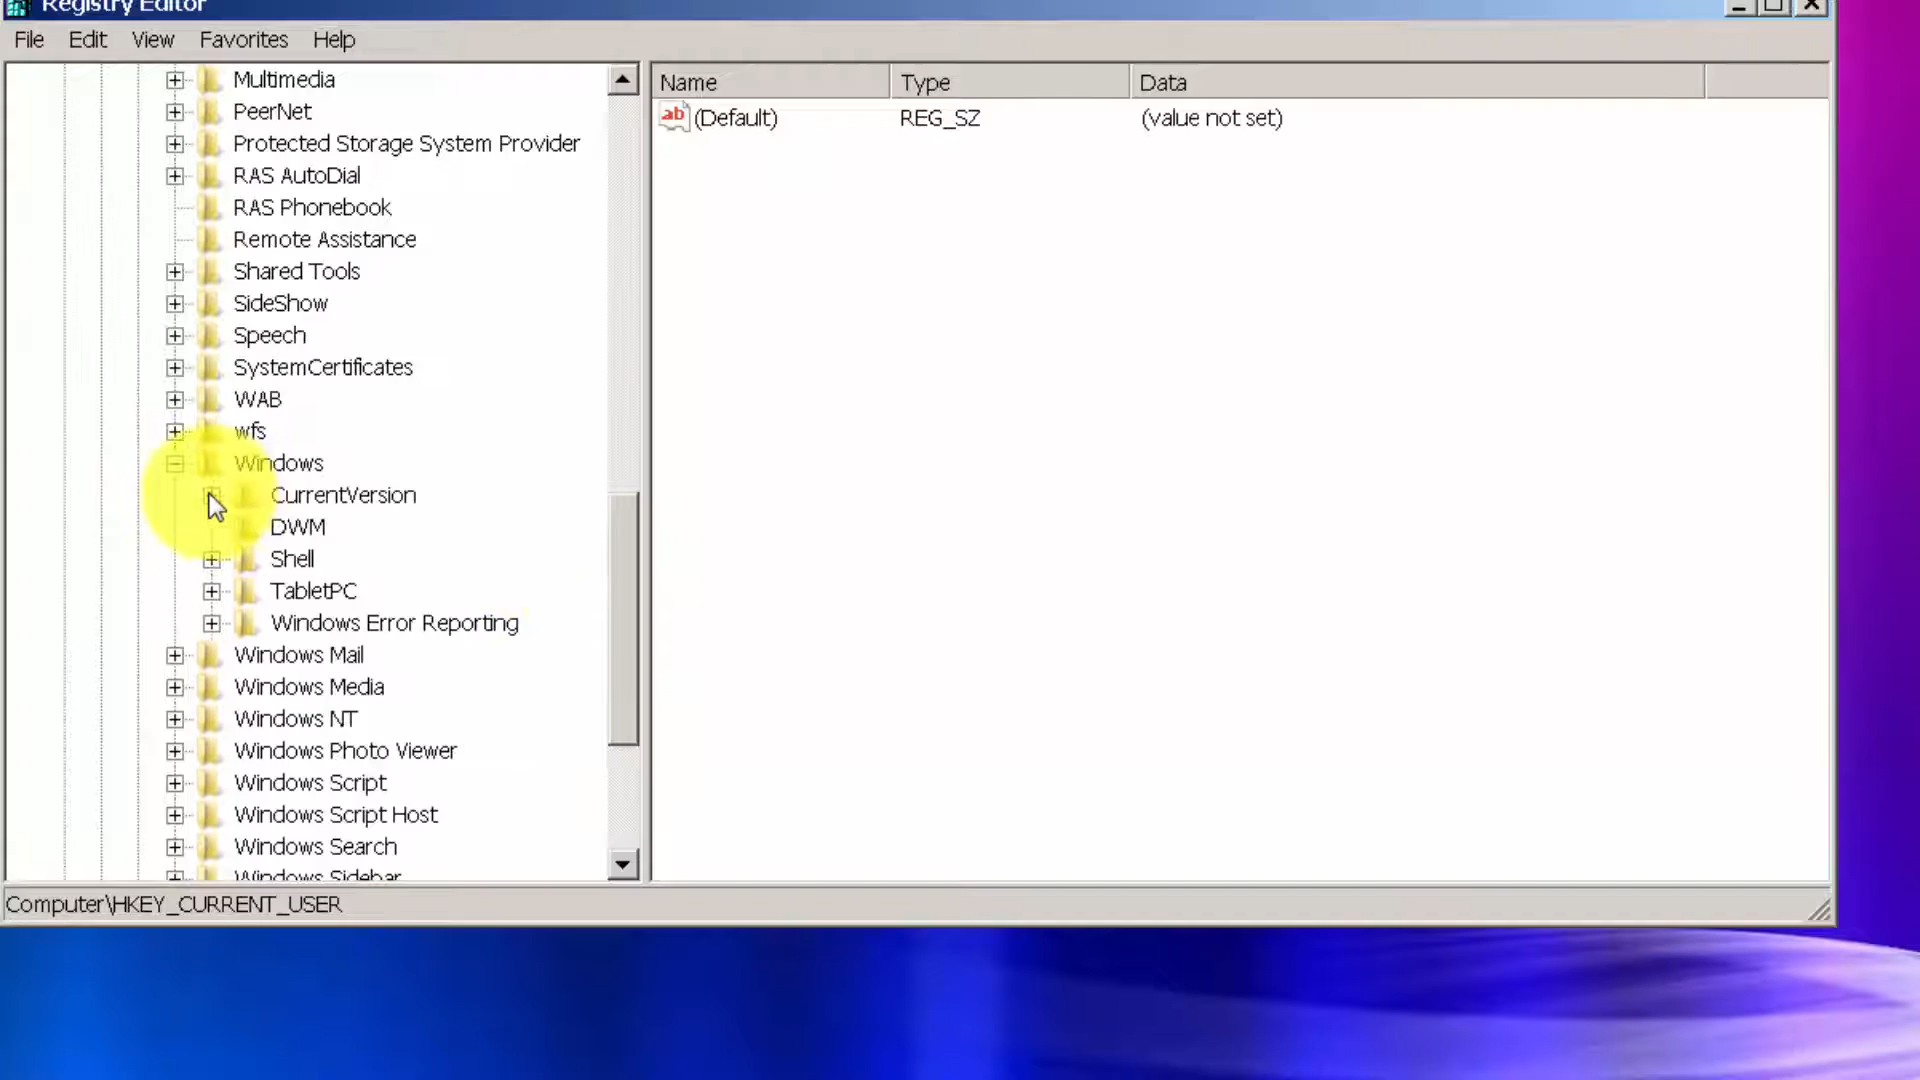 Registry Editor
File Edit View Favorites Help
Multimedia
PeerNet
Protected Storage System Provider
RAS AutoDial
RAS Phonebook
Remote Assistance
Shared Tools
SideShow
Speech
SystemCertificates
WAB
wfs
Windows
CurrentVersion
DWM
Shell
TabletPC
Windows Error Reporting
Windows Mail
Windows Media
Windows NT
Windows Photo Viewer
Windows Script
Windows Script Host
Windows Search
Windows Sidebar
Name Type Data
ab (Default) REG_SZ (value not set)
Computer\HKEY_CURRENT_USER